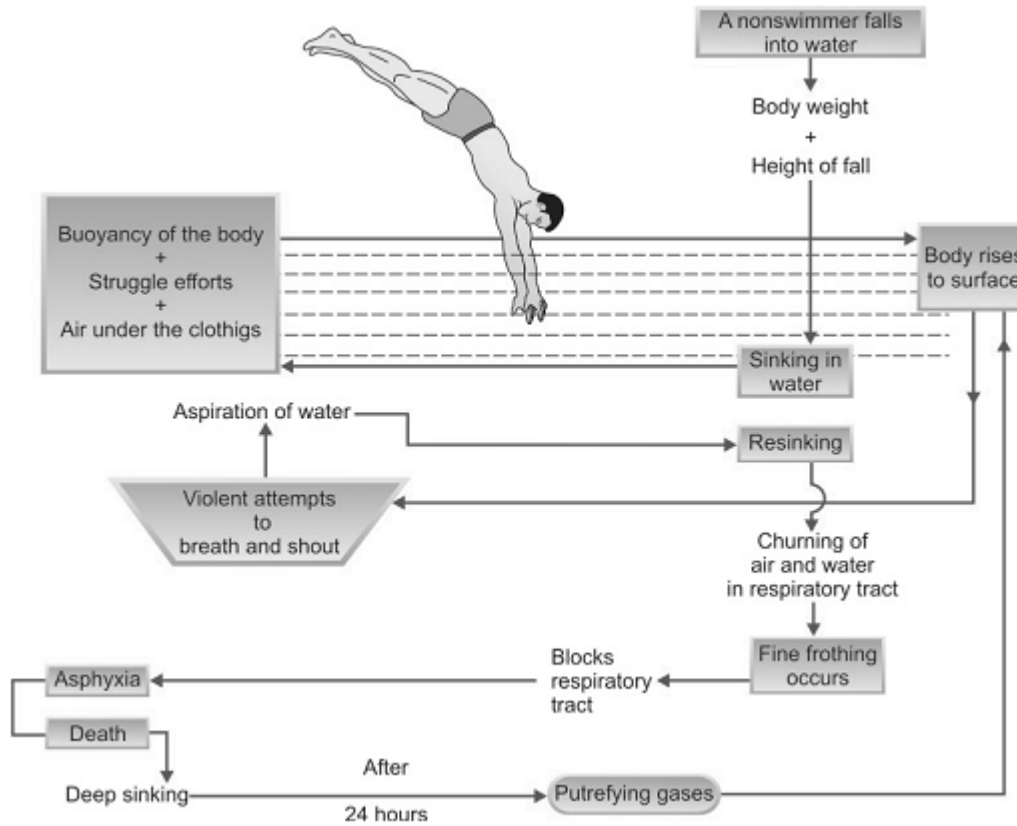 A nonswimmer falls
into water
Body weight
+
Height of fall
Buoyancy of the body
+
Struggle efforts
+
Air under the clothigs
Body rises
to surface
Sinking in
water
Aspiration of water
Resinking
Violent attempts
to
breath and shout
Churning of
air and water
in respiratory tract
Fine frothing
occurs
Blocks
respiratory
tract
Asphyxia
Death
Deep sinking
After
24 hours
Putrefying gases